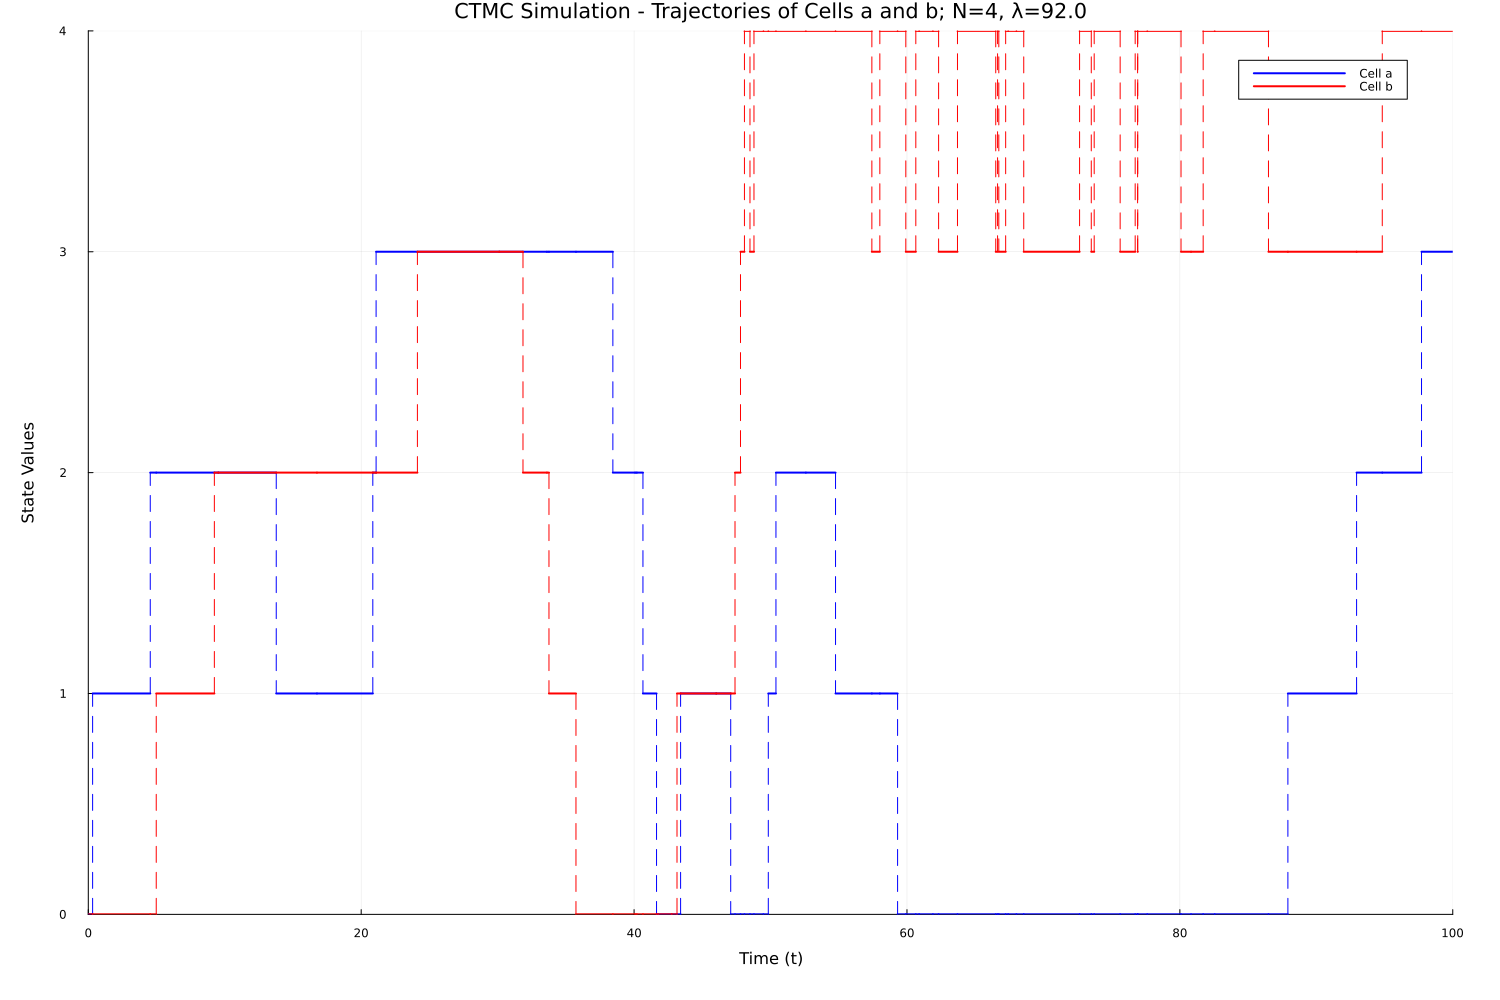 CTMC Simulation - Trajectories of Cells a and b; N=4, λ=92.0
4
Cell a
Cell b
3
State Values
2
1
0
0 20 40 60 80 100
Time (t)